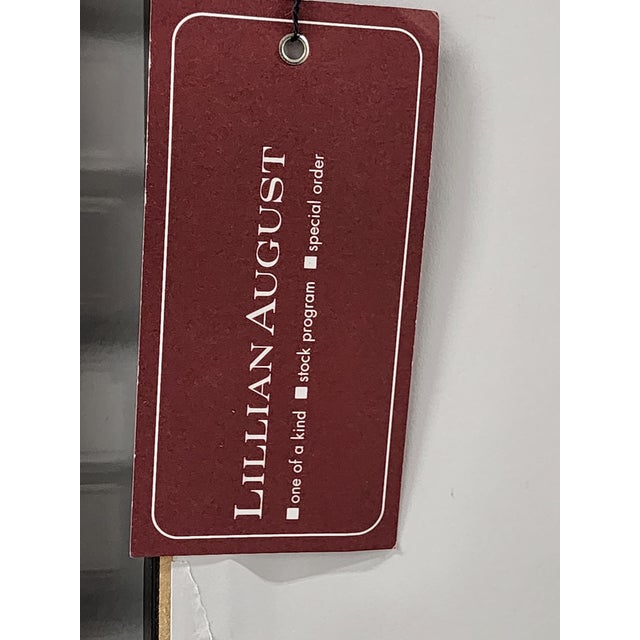 LILLIAN AUGUST
one of a kind stock program special order